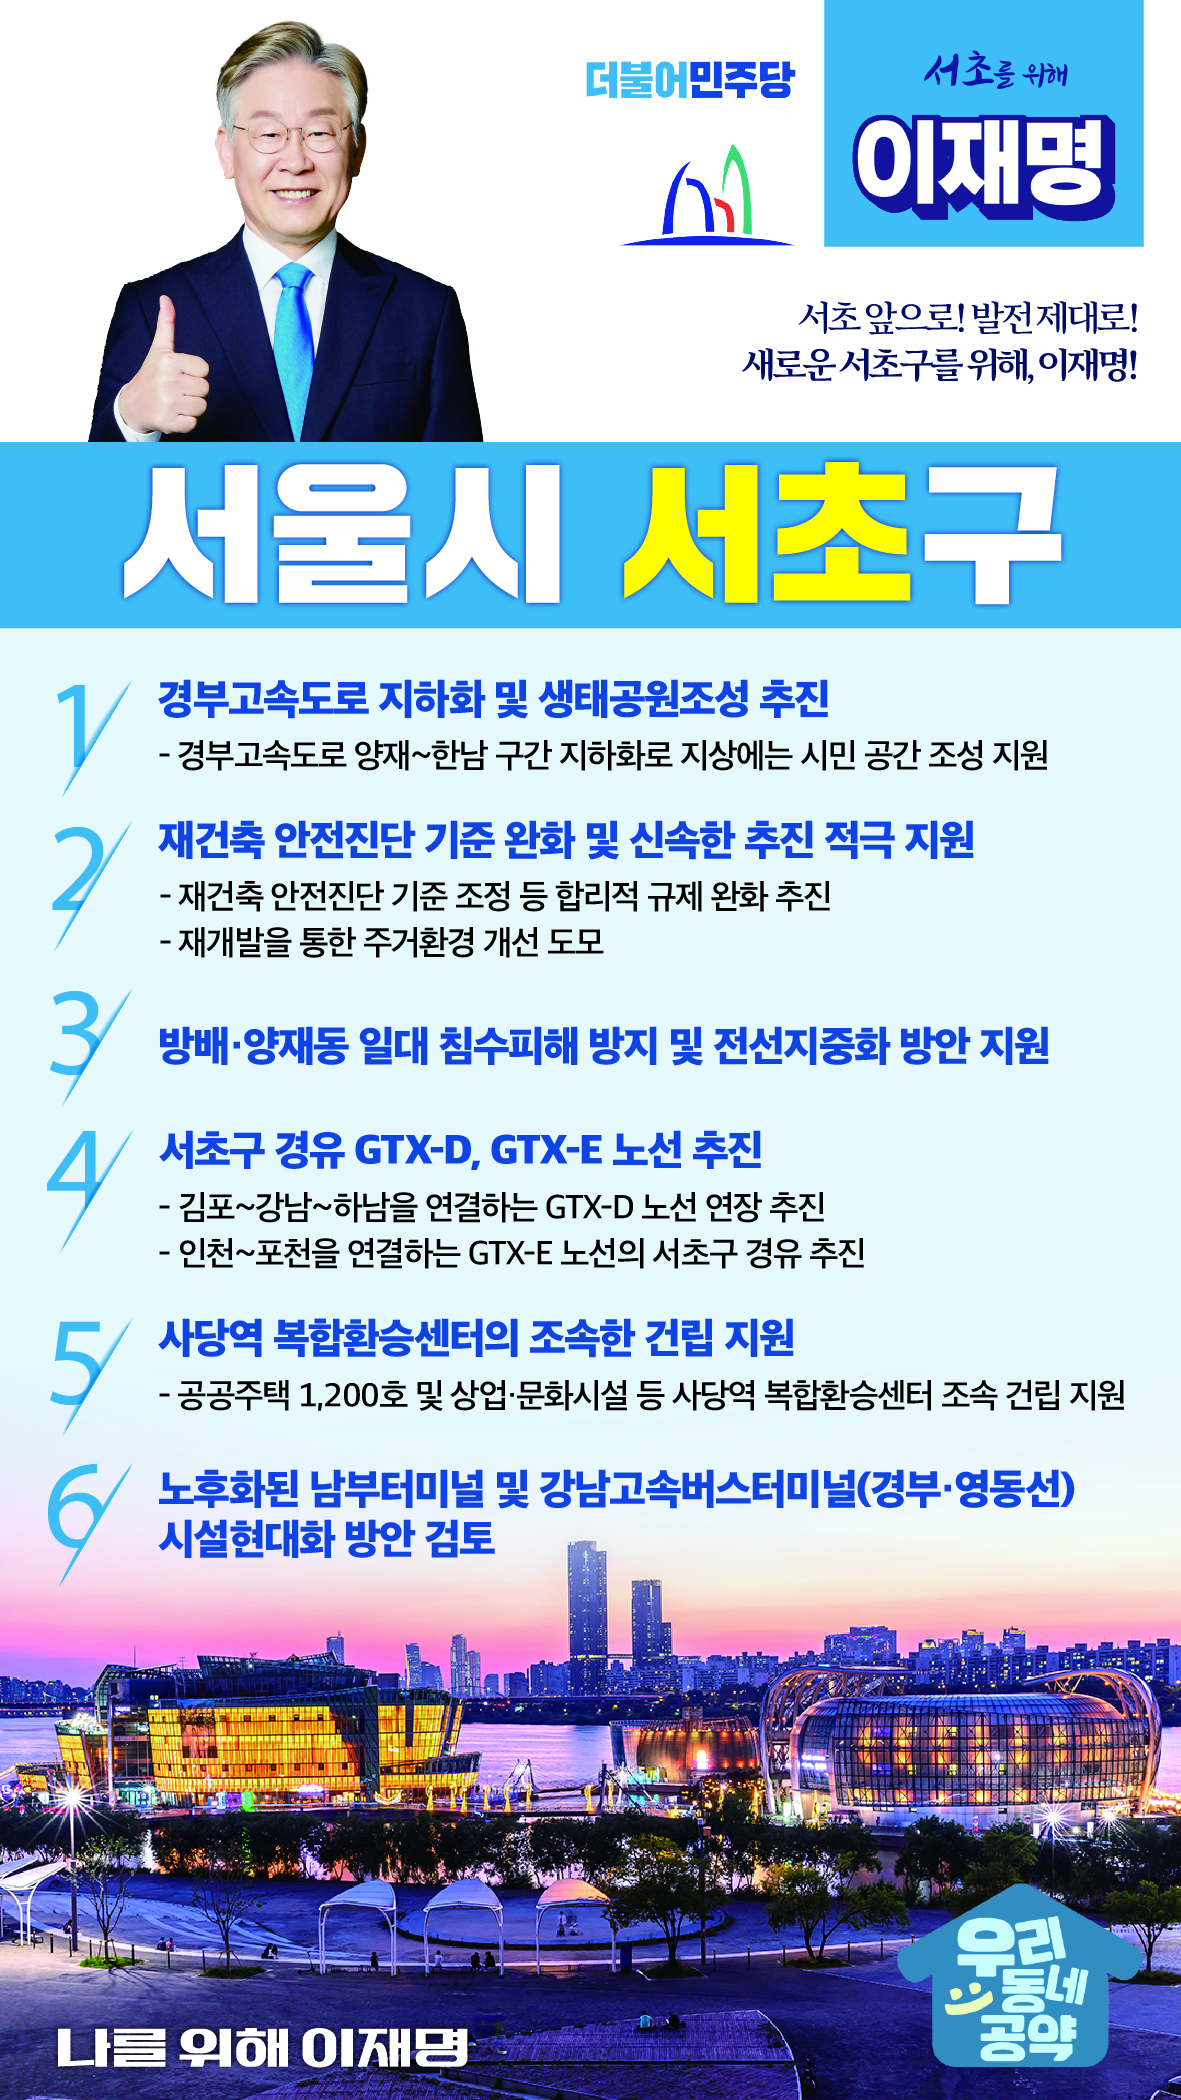 더불어민주당
서초를 위해
이재명
서초 앞으로! 발전 제대로!
새로운 서초구를 위해, 이재명!
서울시 서초구
1 경부고속도로 지하화 및 생태공원조성 추진
- 경부고속도로 양재~한남 구간 지하화로 지상에는 시민 공간 조성 지원
2 재건축 안전진단 기준 완화 및 신속한 추진 적극 지원
- 재건축 안전진단 기준 조정 등 합리적 규제 완화 추진
- 재개발을 통한 주거환경 개선 도모
3 방배·양재동 일대 침수피해 방지 및 전선지중화 방안 지원
4 서초구 경유 GTX-D, GTX-E 노선 추진
- 김포~강남~하남을 연결하는 GTX-D 노선 연장 추진
- 인천~포천을 연결하는 GTX-E 노선의 서초구 경유 추진
5 사당역 복합환승센터의 조속한 건립 지원
- 공공주택 1,200호 및 상업·문화시설 등 사당역 복합환승센터 조속 건립 지원
6 노후화된 남부터미널 및 강남고속버스터미널(경부·영동선)
시설현대화 방안 검토
우리
동네
공약
나를 위해 이재명